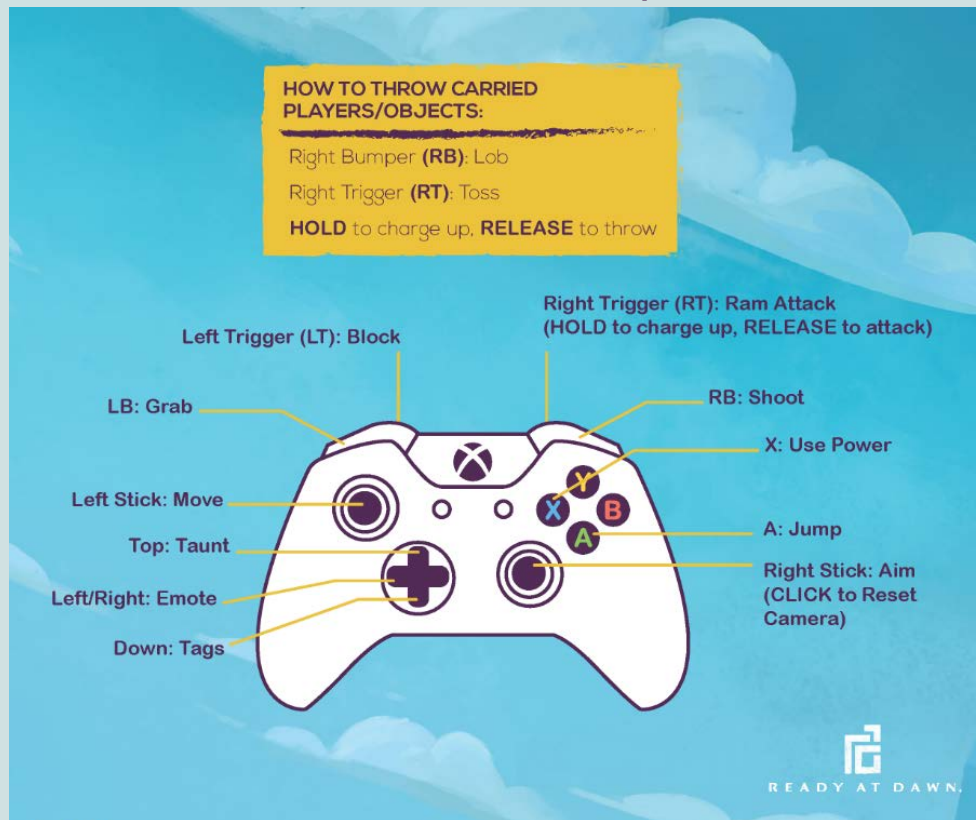 HOW TO THROW CARRIED
PLAYERS/OBJECTS:
Right Bumper (RB): Lob
Right Trigger (RT): Toss
HOLD to charge up, RELEASE to throw
Right Trigger (RT): Ram Attack
(HOLD to charge up, RELEASE to attack)
Left Trigger (LT): Block
LB: Grab
RB: Shoot
X: Use Power
Left Stick: Move
Y
X
B
A
A: Jump
Top: Taunt
Right Stick: Aim
(CLICK to Reset
Camera)
Left/Right: Emote
Down: Tags
READY AT DAWN.